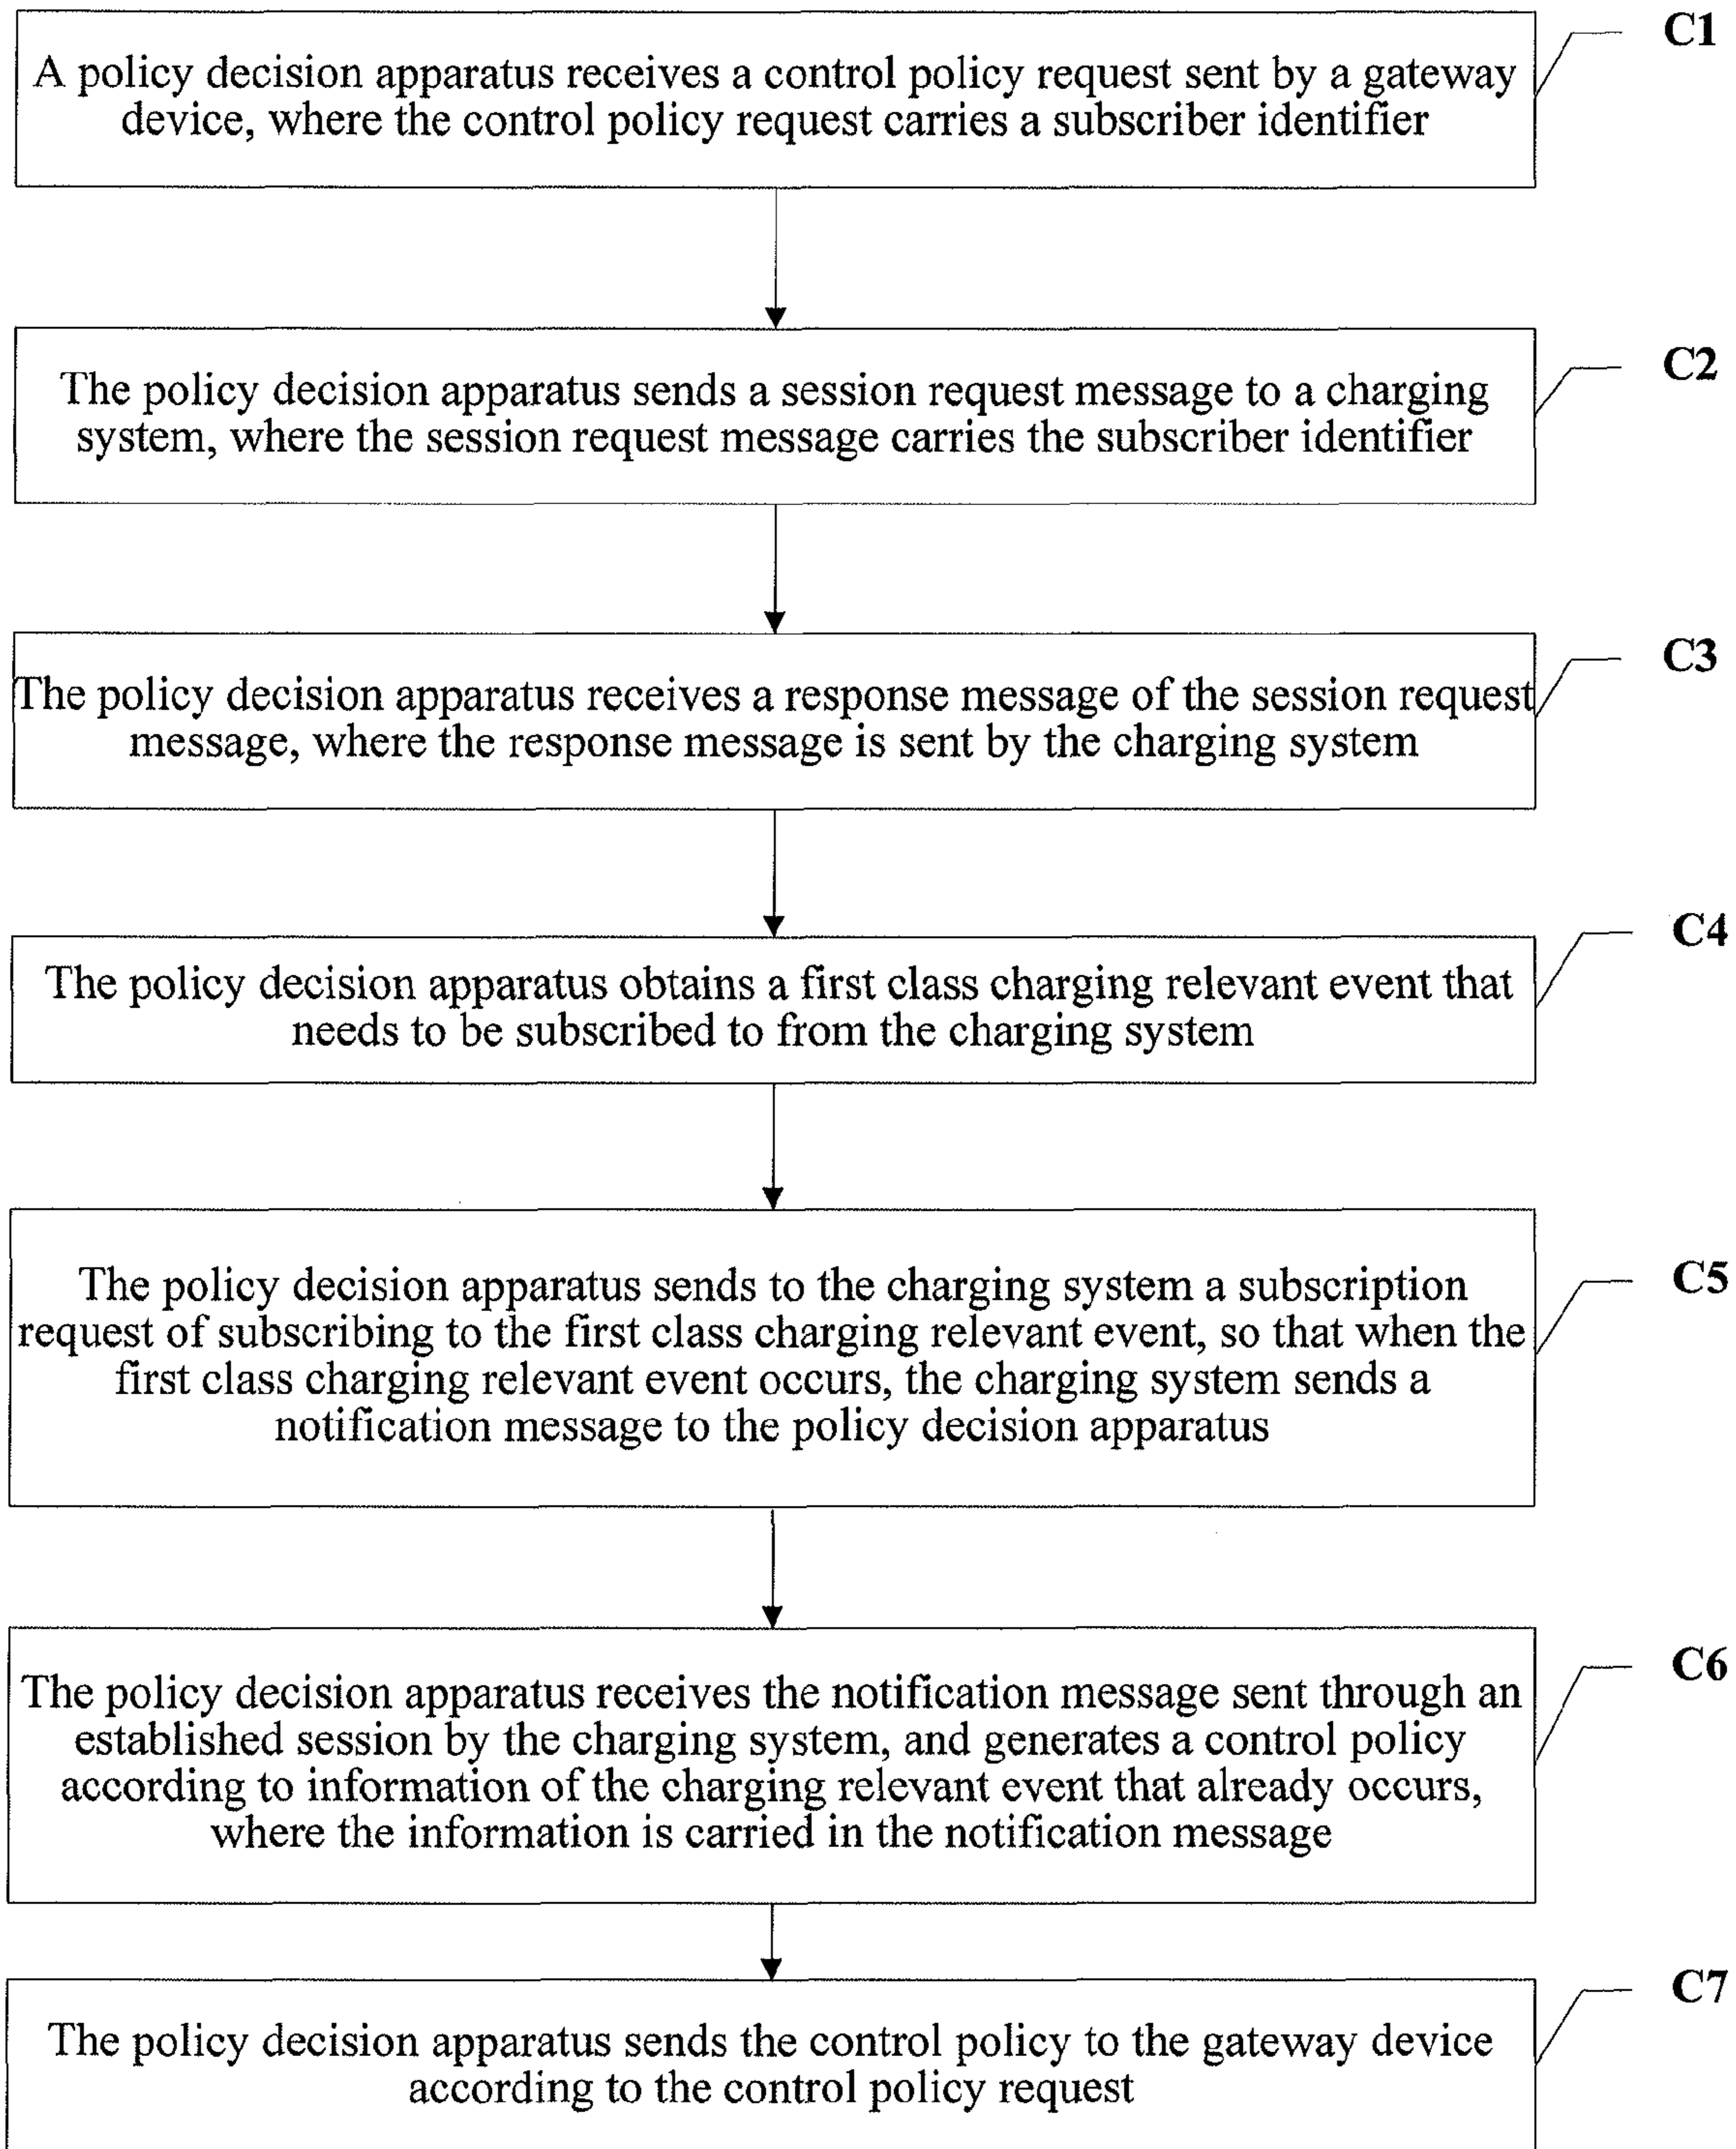 A policy decision apparatus receives a control policy request sent by a gateway
device, where the control policy request carries a subscriber identifier
C1
The policy decision apparatus sends a session request message to a charging
system, where the session request message carries the subscriber identifier
C2
The policy decision apparatus receives a response message of the session request
message, where the response message is sent by the charging system
C3
The policy decision apparatus obtains a first class charging relevant event that
needs to be subscribed to from the charging system
C4
The policy decision apparatus sends to the charging system a subscription
request of subscribing to the first class charging relevant event, so that when the
first class charging relevant event occurs, the charging system sends a
notification message to the policy decision apparatus
C5
The policy decision apparatus receives the notification message sent through an
established session by the charging system, and generates a control policy
according to information of the charging relevant event that already occurs,
where the information is carried in the notification message
C6
The policy decision apparatus sends the control policy to the gateway device
according to the control policy request
C7